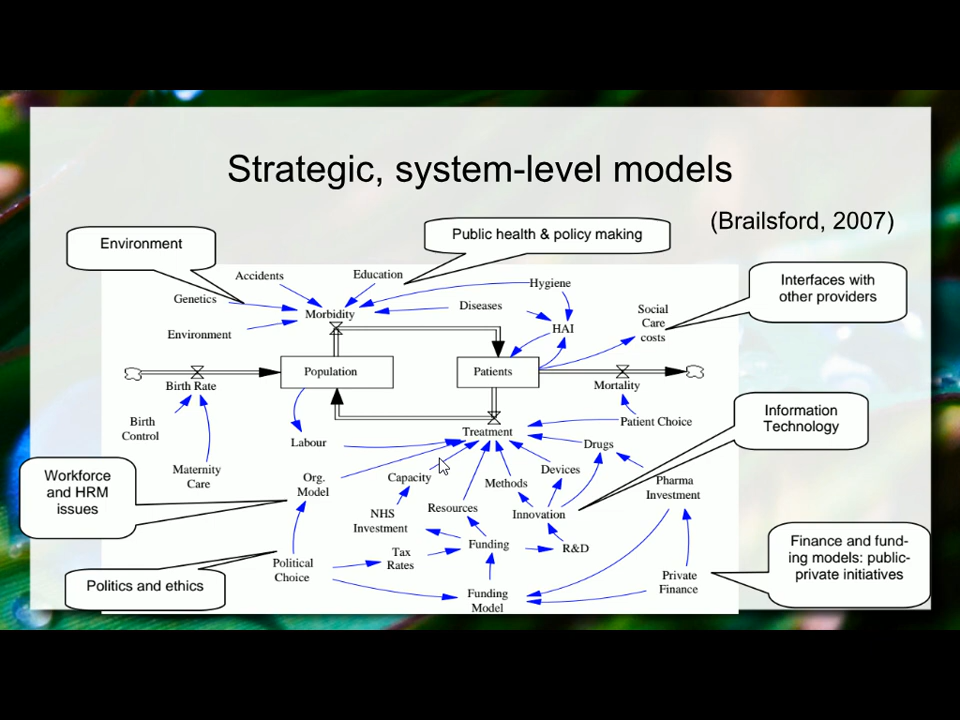 Strategic, system-level models
(Brailsford, 2007)
Environment
Public health & policy making
Interfaces with
other providers
Accidents
Education
Hygiene
Genetics
Diseases
Morbidity
Social
Care
costs
HAI
Environment
Population
Patients
Birth Rate
Mortality
Birth
Control
Labour
Treatment
Patient Choice
Information
Technology
Drugs
Maternity
Care
Workforce
and HRM
issues
Org.
Model
Capacity
Methods
Devices
Pharma
Investment
NHS
Investment
Resources
Innovation
Funding
R&D
Tax
Rates
Political
Choice
Politics and ethics
Funding
Model
Private
Finance
Finance and fund-
ing models: public-
private initiatives